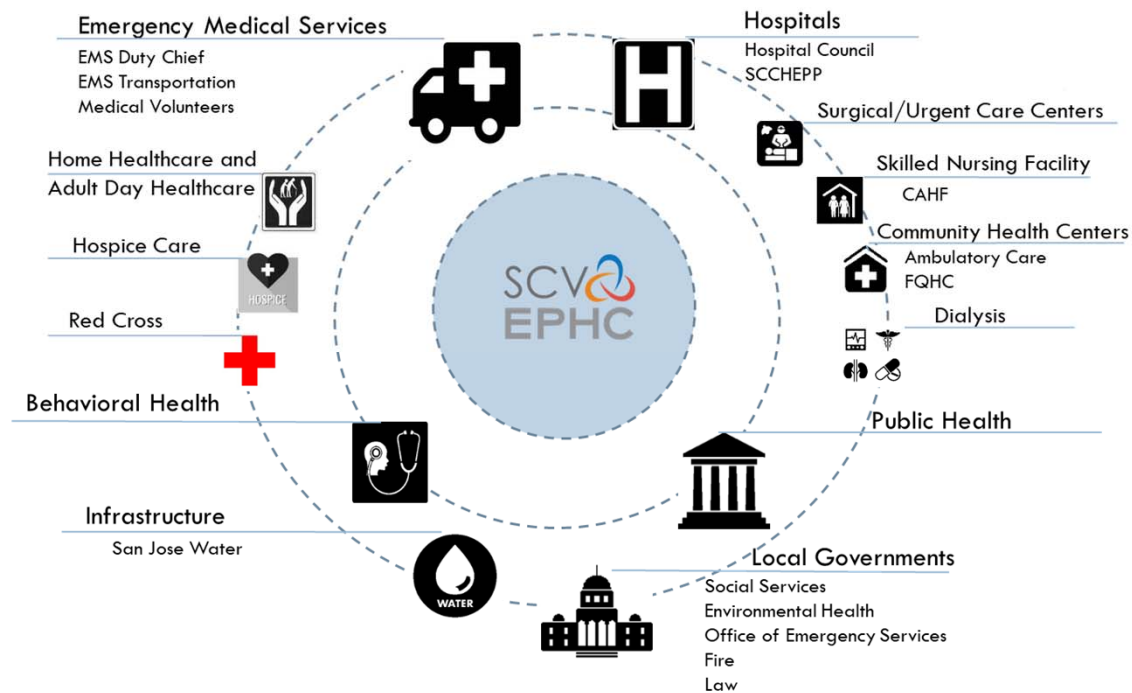 Emergency Medical Services
EMS Duty Chief
EMS Transportation
Medical Volunteers
Hospitals
Hospital Council
SCCHEPP
H
Surgical/Urgent Care Centers
Skilled Nursing Facility
CAHF
Community Health Centers
Ambulatory Care
FQHC
Dialysis
Public Health
Local Governments
Social Services
Environmental Health
Office of Emergency Services
Fire
Law
Home Healthcare and
Adult Day Healthcare
Hospice Care
HOSPICE
Red Cross
Behavioral Health
Infrastructure
San Jose Water
WATER
SCV
EPHC